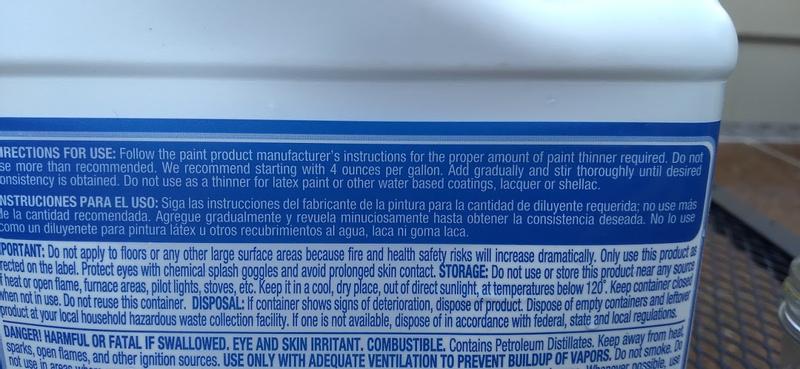 IRECTIONS FOR USE: Follow the paint product manufacturer's instructions for the proper amount of paint thinner required. Do not
se more than recommended. We recommend starting with 4 ounces per gallon. Add gradually and stir thoroughly until desired
onsistency is obtained. Do not use as a thinner for latex paint or other water based coatings, lacquer or shellac.
NSTRUCIONES PARA EL USO: Siga las instrucciones del fabricante de la pintura para la cantidad de diluyente requerida; no use más
de la cantidad recomendada. Agregue gradualmente y revuela minuciosamente hasta obtener la consistencia deseada. No lo use
como un diluyenete para pintura látex u otros recubrimientos al agua, laca ni goma laca.
PORTANT: Do not apply to floors or any other large surface areas because fire and health safety risks will increase dramatically. Only use this product as
rected on the label. Protect eyes with chemical splash goggles and avoid prolonged skin contact. STORAGE: Do not use or store this product near any source
f heat or open flame, furnace areas, pilot lights, stoves, etc. Keep it in a cool, dry place, out of direct sunlight, at temperatures below 120°. Keep container closed
when not in use. Do not reuse this container. DISPOSAL: If container shows signs of deterioration, dispose of product. Dispose of empty containers and leftover
product at your local household hazardous waste collection facility. If one is not available, dispose of in accordance with federal, state and local regulations.
DANGER! HARMFUL OR FATAL IF SWALLOWED. EYE AND SKIN IRRITANT. COMBUSTIBLE. Contains Petroleum Distillates. Keep away from heat,
sparks, open flames, and other ignition sources. USE ONLY WITH ADEQUATE VENTILATION TO PREVENT BUILDUP OF VAPORS. Do not smoke. Do
not use in areas Whenever possible, use